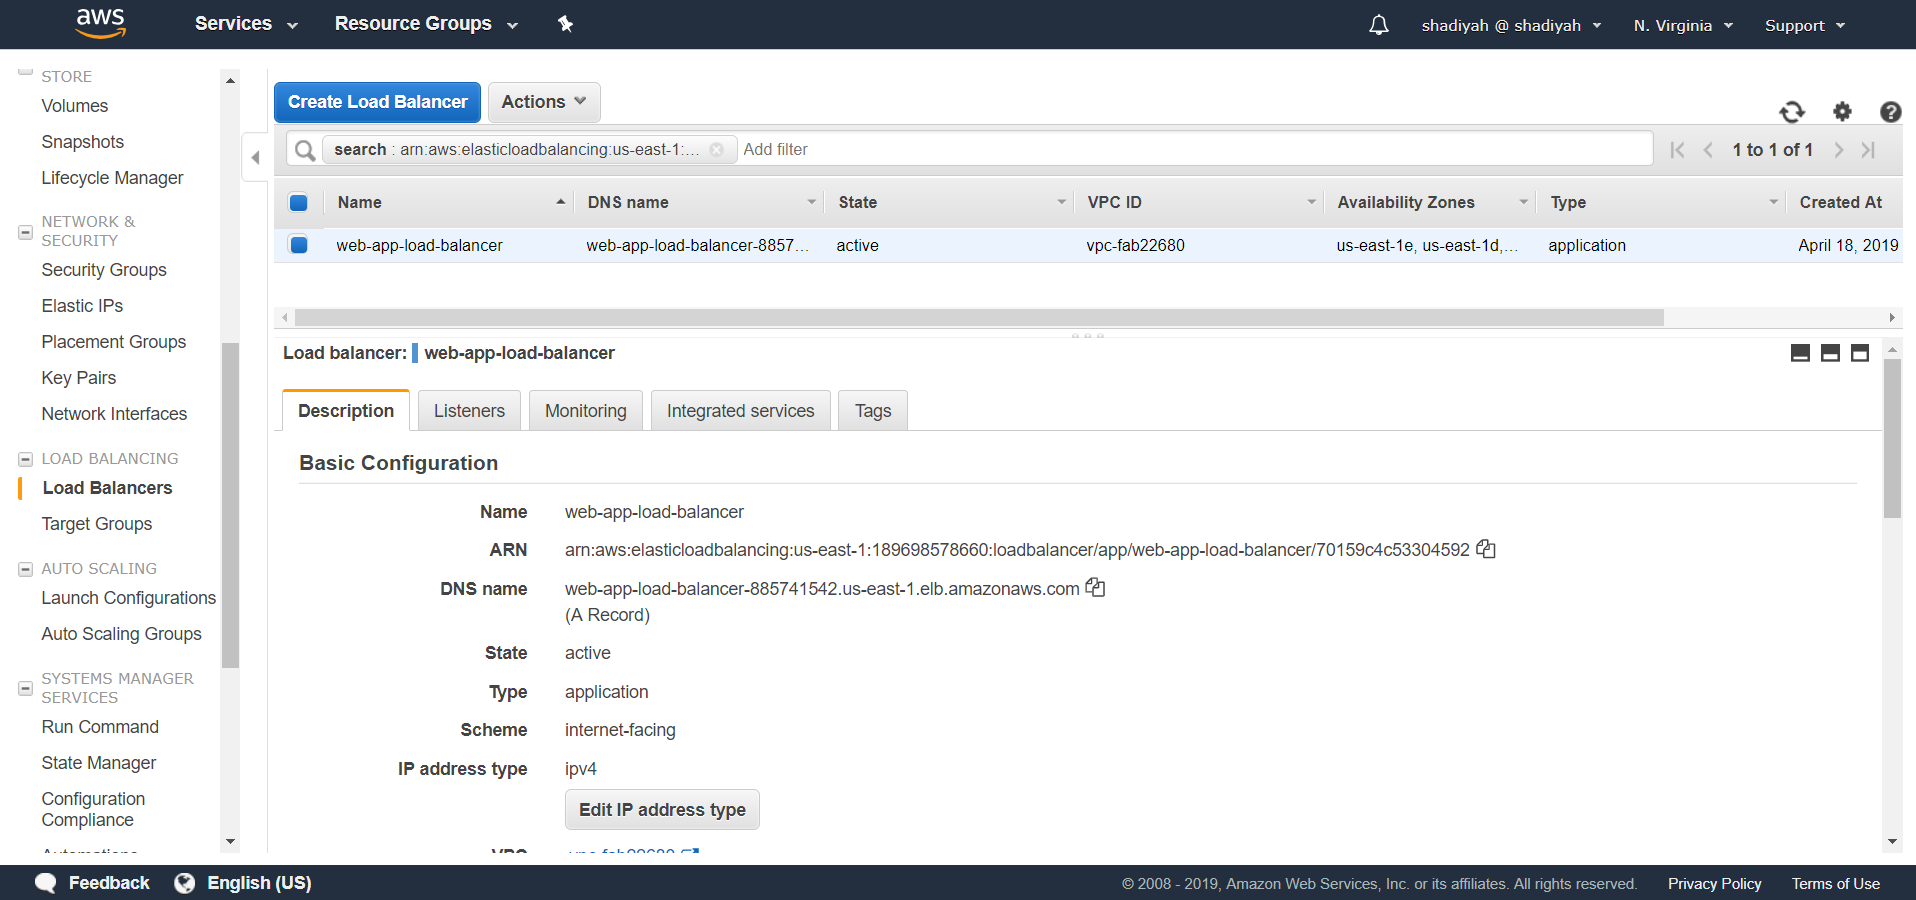 aws Services Resource Groups shadiyah @ shadiyah N. Virginia Support
STORE
Volumes
Snapshots
Lifecycle Manager
NETWORK &
SECURITY
Security Groups
Elastic IPs
Placement Groups
Key Pairs
Network Interfaces
LOAD BALANCING
Load Balancers
Target Groups
AUTO SCALING
Launch Configurations
Auto Scaling Groups
SYSTEMS MANAGER
SERVICES
Run Command
State Manager
Configuration
Compliance
Create Load Balancer Actions
search : arn:aws:elasticloadbalancing:us-east-1:... Add filter 1 to 1 of 1
Name DNS name State VPC ID Availability Zones Type Created At
web-app-load-balancer web-app-load-balancer-8857... active vpc-fab22680 us-east-1e, us-east-1d,... application April 18, 2019
Load balancer: web-app-load-balancer
Description Listeners Monitoring Integrated services Tags
Basic Configuration
Name web-app-load-balancer
ARN arn:aws:elasticloadbalancing:us-east-1:189698578660:loadbalancer/app/web-app-load-balancer/70159c4c53304592
DNS name web-app-load-balancer-885741542.us-east-1.elb.amazonaws.com
(A Record)
State active
Type application
Scheme internet-facing
IP address type ipv4
Edit IP address type
VPC vpc-fab22680
Feedback English (US) © 2008 - 2019, Amazon Web Services, Inc. or its affiliates. All rights reserved. Privacy Policy Terms of Use